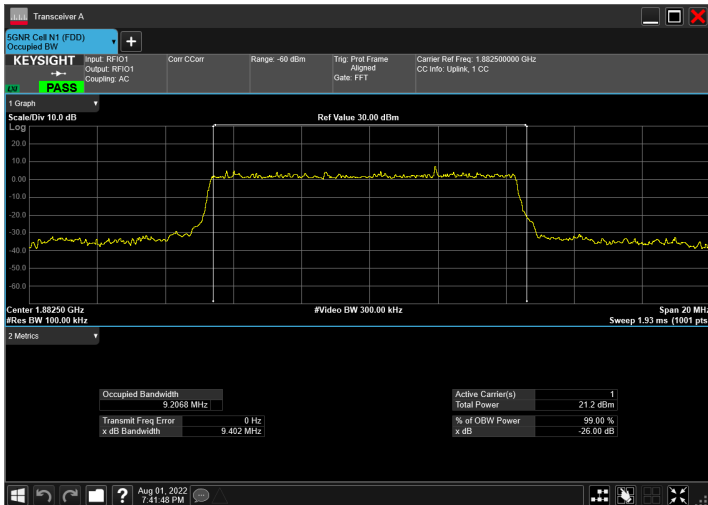 Transceiver A
5GNR Cell N1 (FDD)
Occupied BW
KEYSIGHT
LXI
PASS
Input: RFIO1
Output: RFIO1
Coupling: AC
Corr CCorr
Range: -60 dBm
Trig: Prot Frame
Aligned
Gate: FFT
Carrier Ref Freq: 1.882500000 GHz
CC Info: Uplink, 1 CC
1 Graph
Scale/Div 10.0 dB
Ref Value 30.00 dBm
Log
20.0
10.0
0.00
-10.0
-20.0
-30.0
-40.0
-50.0
-60.0
Center 1.88250 GHz
#Video BW 300.00 kHz
Span 20 MHz
#Res BW 100.00 kHz
Sweep 1.93 ms (1001 pts
2 Metrics
Occupied Bandwidth
9.2068 MHz
Transmit Freq Error 0 Hz
x dB Bandwidth 9.402 MHz
Active Carrier(s) 1
Total Power 21.2 dBm
% of OBW Power 99.00 %
x dB -26.00 dB
Aug 01, 2022
7:41:48 PM